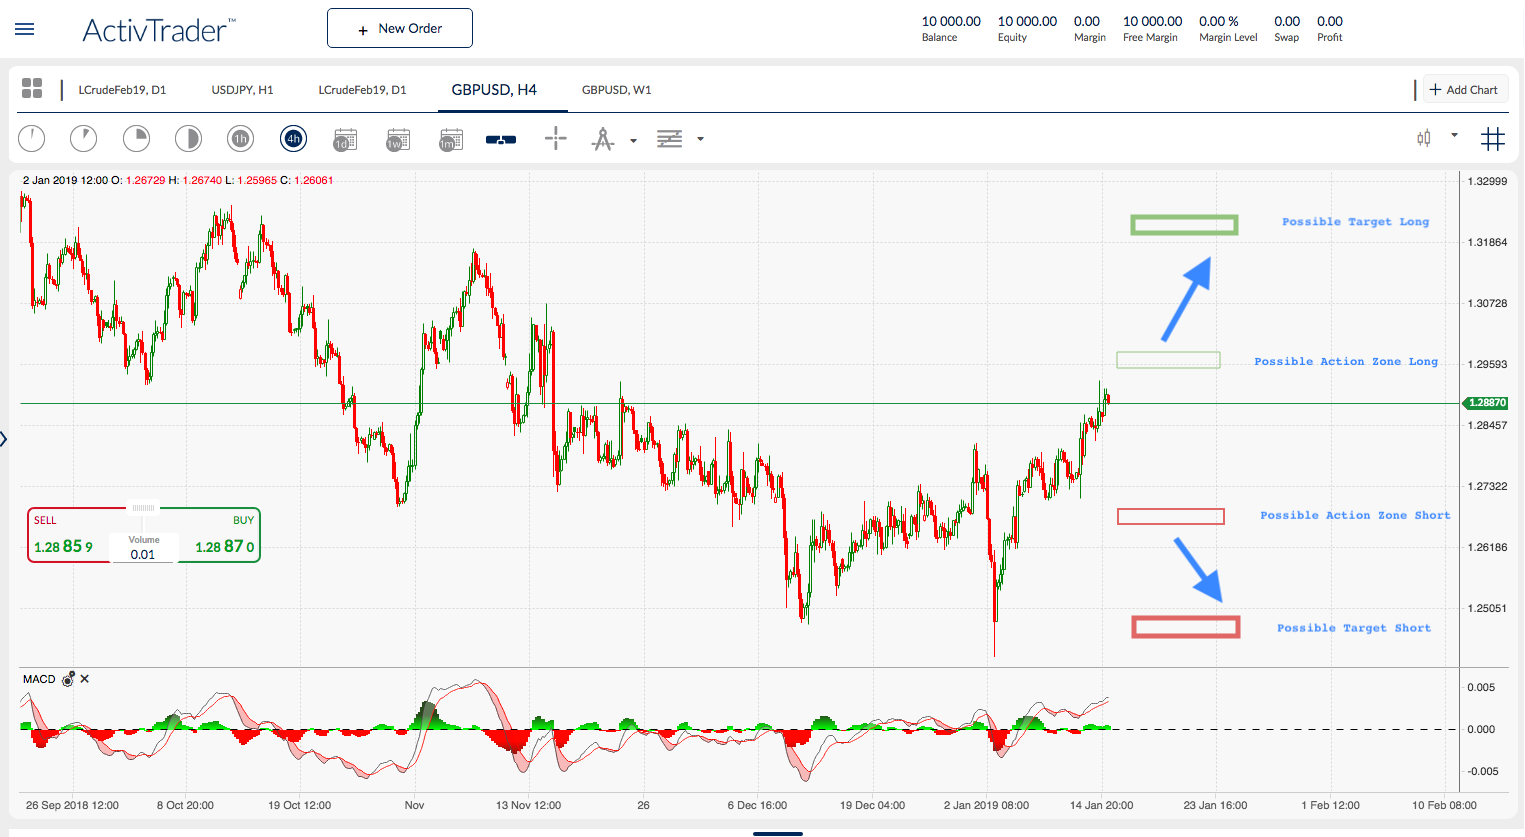 ActivTrader™
+ New Order
10 000.00 10 000.00 0.00 10 000.00 0.00 % 0.00 0.00
Balance Equity Margin Free Margin Margin Level Swap Profit
LCrudeFeb19, D1 USDJPY, H1 LCrudeFeb19, D1 GBPUSD, H4 GBPUSD, W1 + Add Chart
1h 4h 1d 1w 1m
2 Jan 2019 12:00 O: 1.26729 H: 1.26740 L: 1.25965 C: 1.26061
1.32999
Possible Target Long
1.31864
1.30728
Possible Action Zone Long
1.29593
1.28870
1.28457
1.27322
Possible Action Zone Short
SELL BUY
Volume
1.28 85 9 0.01 1.28 87 0
1.26186
1.25051
Possible Target Short
MACD
0.005
0.000
-0.005
26 Sep 2018 12:00 8 Oct 20:00 19 Oct 12:00 Nov 13 Nov 12:00 26 6 Dec 16:00 19 Dec 04:00 2 Jan 2019 08:00 14 Jan 20:00 23 Jan 16:00 1 Feb 12:00 10 Feb 08:00